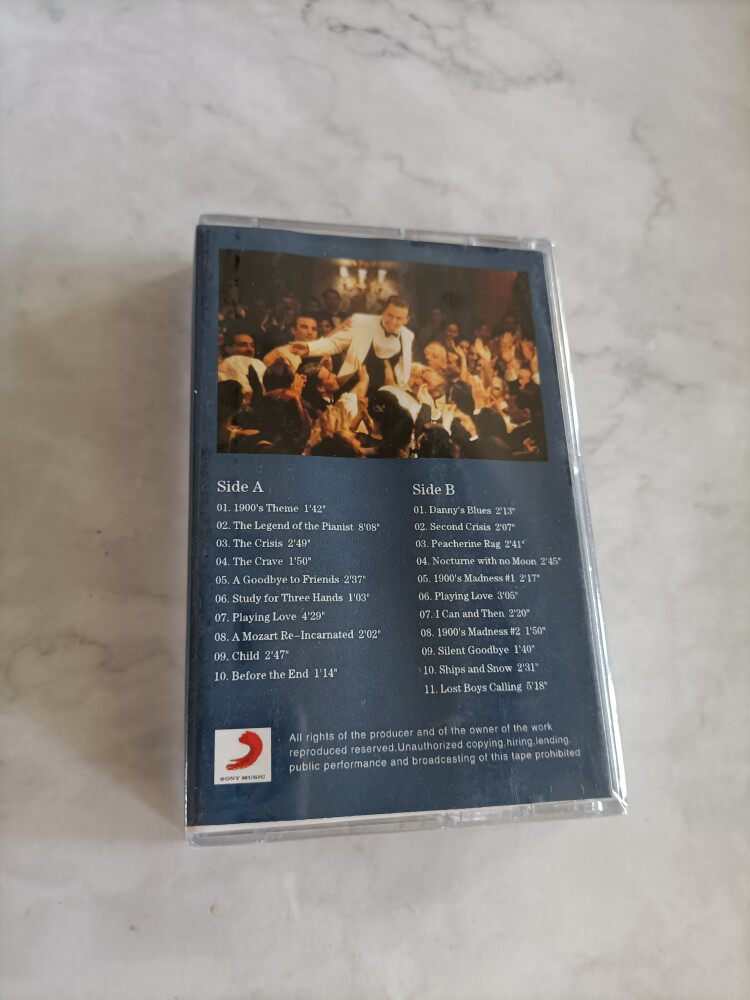 Side A
01. 1900's Theme 1'42"
02. The Legend of the Pianist 8'08"
03. The Crisis 2'49"
04. The Crave 1'50"
05. A Goodbye to Friends 2'37"
06. Study for Three Hands 1'03"
07. Playing Love 4'29"
08. A Mozart Re-Incarnated 2'02"
09. Child 2'47"
10. Before the End 1'14"
Side B
01. Danny's Blues 2'13"
02. Second Crisis 2'07"
03. Peacherine Rag 2'41"
04. Nocturne with no Moon 2'45"
05. 1900's Madness #1 2'17"
06. Playing Love 3'05"
07. I Can and Then 2'20"
08. 1900's Madness #2 1'50"
09. Silent Goodbye 1'40"
10. Ships and Snow 2'31"
11. Lost Boys Calling 5'18"
SONY MUSIC
All rights of the producer and of the owner of the work
reproduced reserved.Unauthorized copying,hiring,lending.
public performance and broadcasting of this tape prohibited